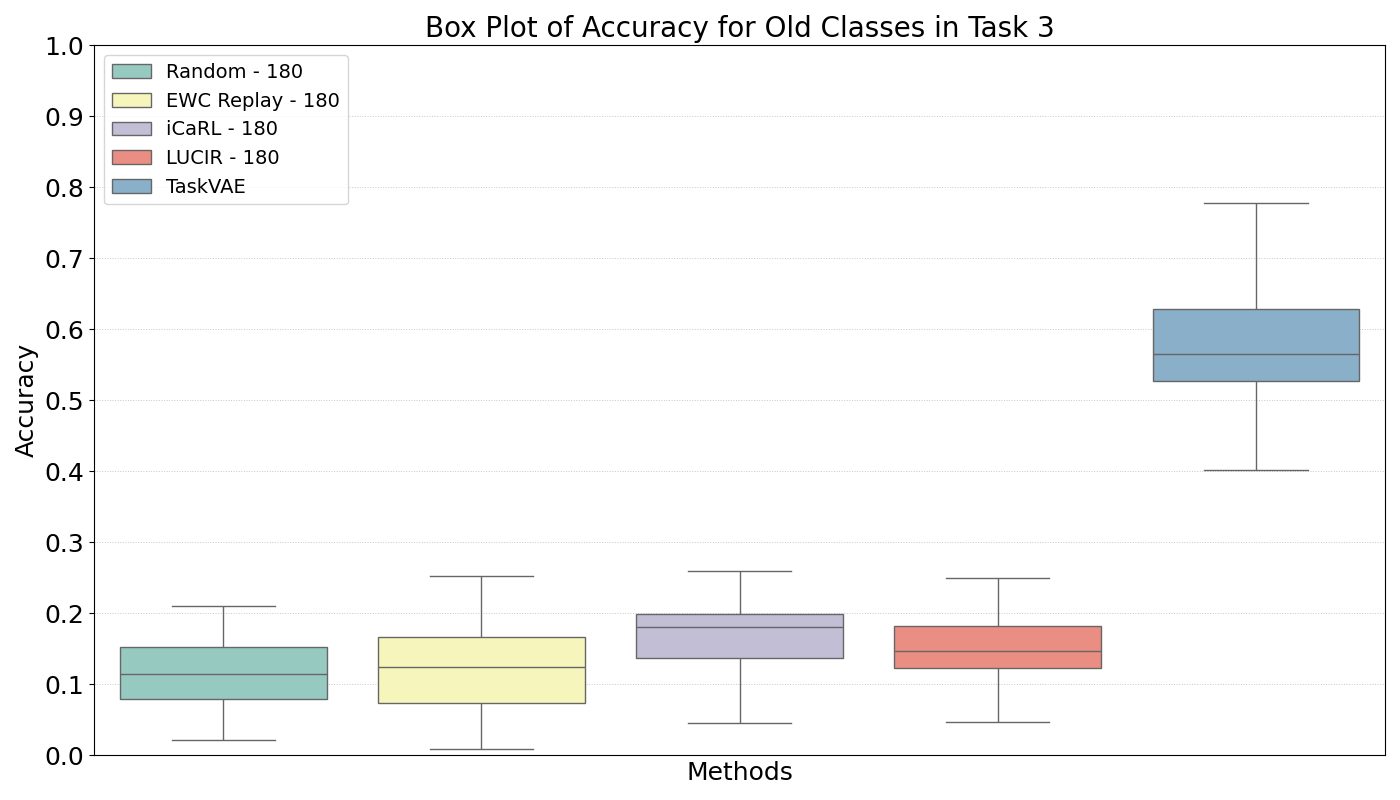 Box Plot of Accuracy for Old Classes in Task 3
1.0
0.9
0.8
0.7
0.6
0.5
0.4
0.3
0.2
0.1
0.0
Accuracy
Random - 180
EWC Replay - 180
iCaRL - 180
LUCIR - 180
TaskVAE
Methods